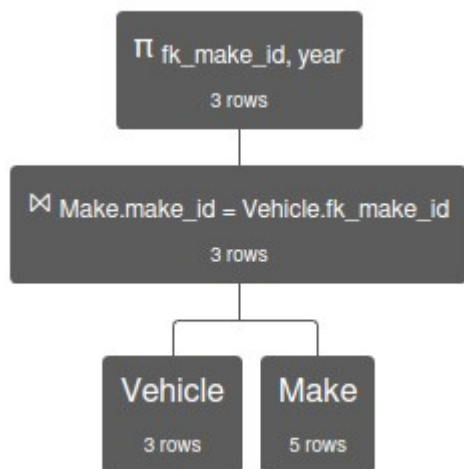 π fk_make_id, year
3 rows
⋈ Make.make_id = Vehicle.fk_make_id
3 rows
Vehicle
3 rows
Make
5 rows